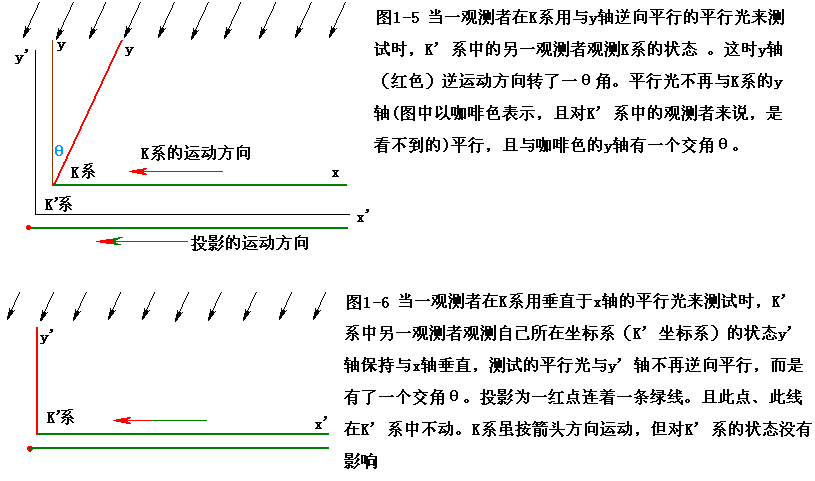 图1-5 当一观测者在K系用与y轴逆向平行的平行光来测
试时，K’系中的另一观测者观测K系的状态 。这时y轴
（红色）逆运动方向转了一θ角。平行光不再与K系的y
轴(图中以咖啡色表示，且对K’系中的观测者来说，是
看不到的)平行，且与咖啡色的y轴有一个交角θ。
y'
y
y
θ
K系
K系的运动方向
x
K'系
x'
投影的运动方向
图1-6 当一观测者在K系用垂直于x轴的平行光来测试时，K’
系中另一观测者观测自己所在坐标系（K’坐标系）的状态y’
轴保持与x轴垂直，测试的平行光与y’轴不再逆向平行，而是
有了一个交角θ。投影为一红点连着一条绿线。且此点、此线
在K’系中不动。K系虽按箭头方向运动，但对K’系的状态没有
影响
y'
K'系
x'